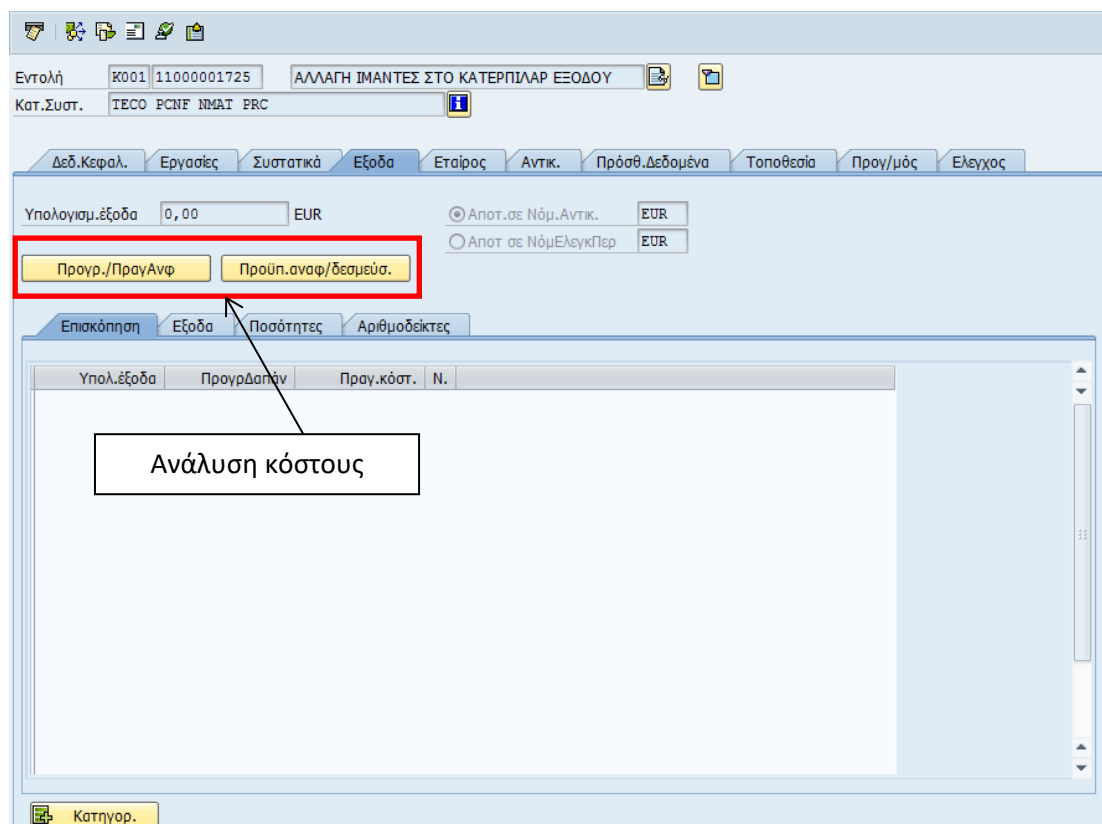 Εντολή K001 11000001725 ΑΛΛΑΓΗ ΙΜΑΝΤΕΣ ΣΤΟ ΚΑΤΕΡΠΙΛΑΡ ΕΞΟΔΟΥ
Κατ.Συστ. TECO PCNF NMAT PRC
Δεδ.Κεφαλ. Εργασίες Συστατικά Εξοδα Εταίρος Αντικ. Πρόσθ.Δεδομένα Τοποθεσία Προγ/μός Ελεγχος
Υπολογισμ.έξοδα 0,00 EUR Αποτ.σε Νόμ.Αντικ. EUR
Αποτ σε ΝόμΕλεγκΠερ EUR
Προγρ./ΠραγΑνφ Προϋπ.αναφ/δεσμεύσ.
Επισκόπηση Εξοδα Ποσότητες Αριθμοδείκτες
Υπολ.έξοδα ΠρογρΔαπάν Πραγ.κόστ. Ν.
Ανάλυση κόστους
Κατηγορ.